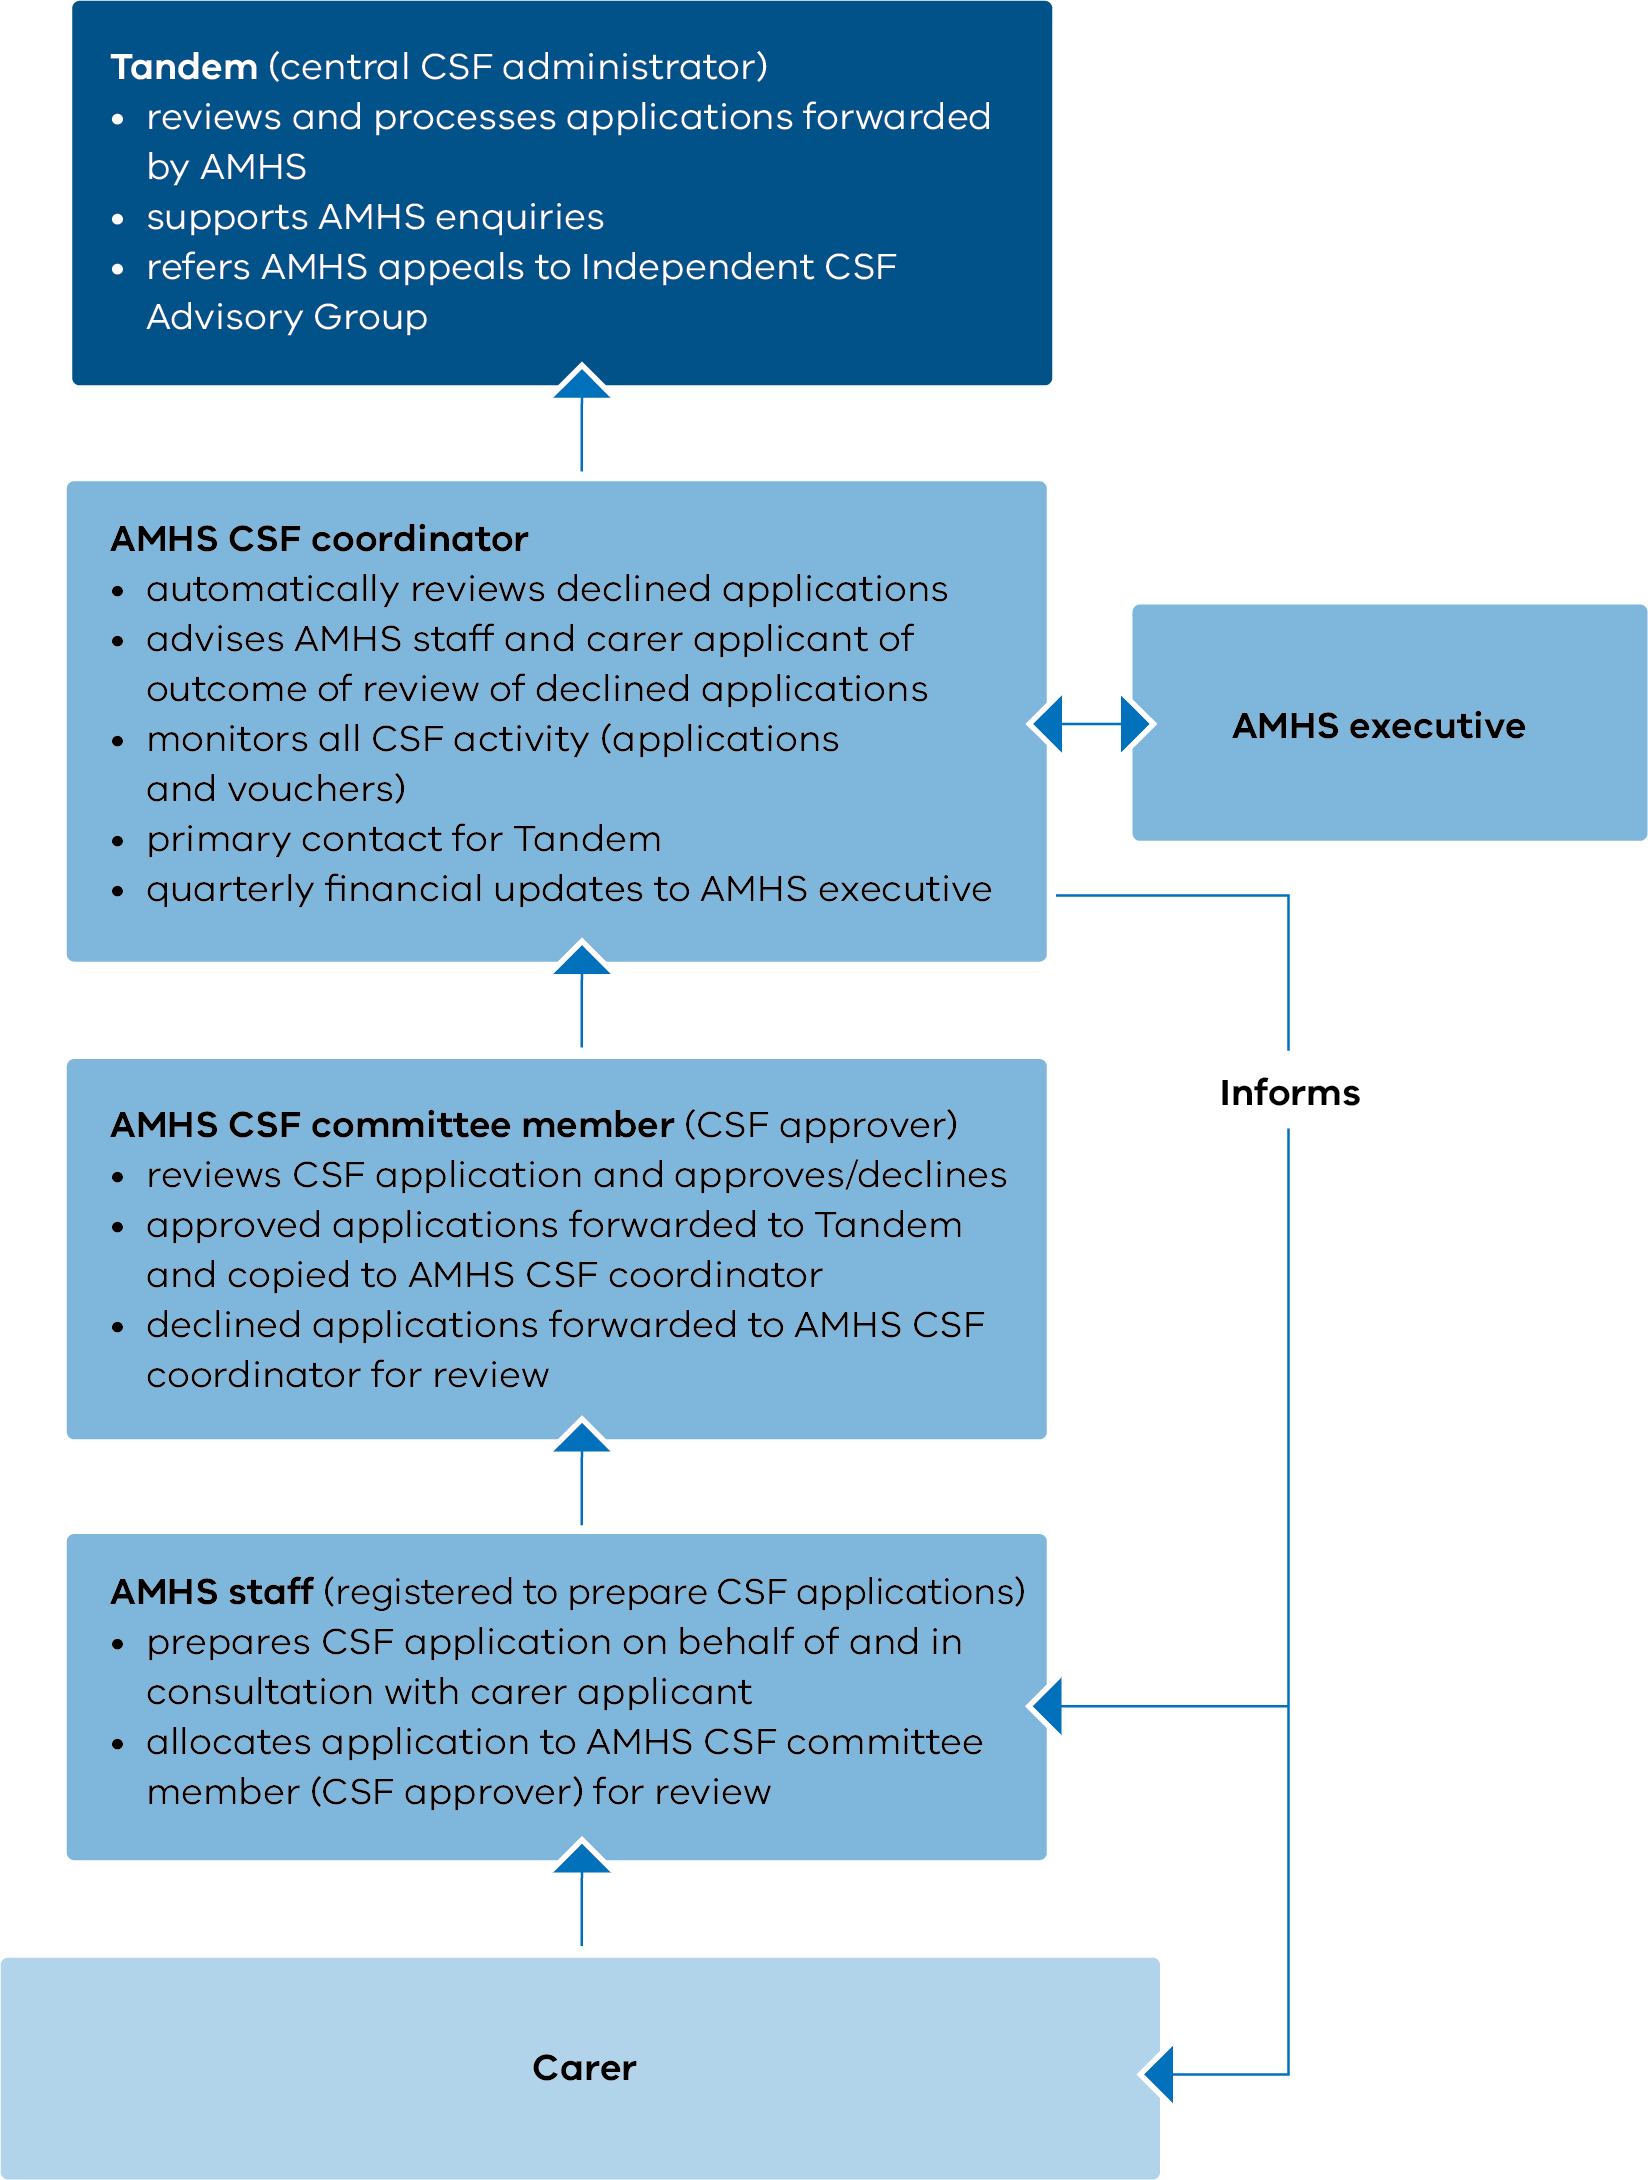 Tandem (central CSF administrator)
• reviews and processes applications forwarded
by AMHS
• supports AMHS enquiries
• refers AMHS appeals to Independent CSF
Advisory Group
AMHS CSF coordinator
• automatically reviews declined applications
• advises AMHS staff and carer applicant of
outcome of review of declined applications
• monitors all CSF activity (applications
and vouchers)
• primary contact for Tandem
• quarterly financial updates to AMHS executive
AMHS executive
Informs
AMHS CSF committee member (CSF approver)
• reviews CSF application and approves/declines
• approved applications forwarded to Tandem
and copied to AMHS CSF coordinator
• declined applications forwarded to AMHS CSF
coordinator for review
AMHS staff (registered to prepare CSF applications)
• prepares CSF application on behalf of and in
consultation with carer applicant
• allocates application to AMHS CSF committee
member (CSF approver) for review
Carer